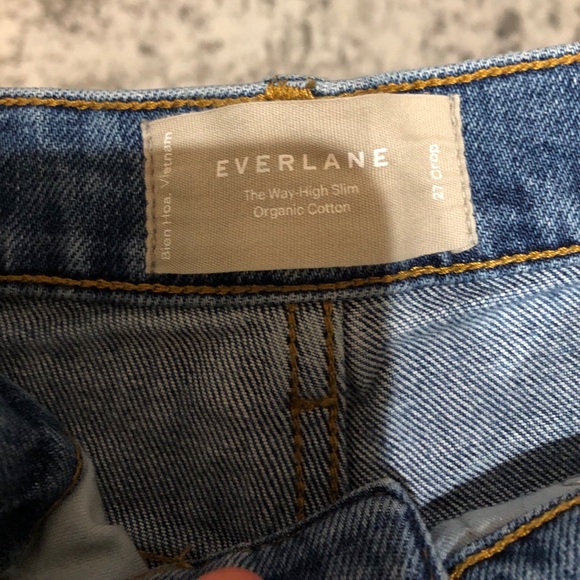 EVERLANE
The Way-High Slim
Organic Cotton
Bien Hoa, Vietnam
27 Crop